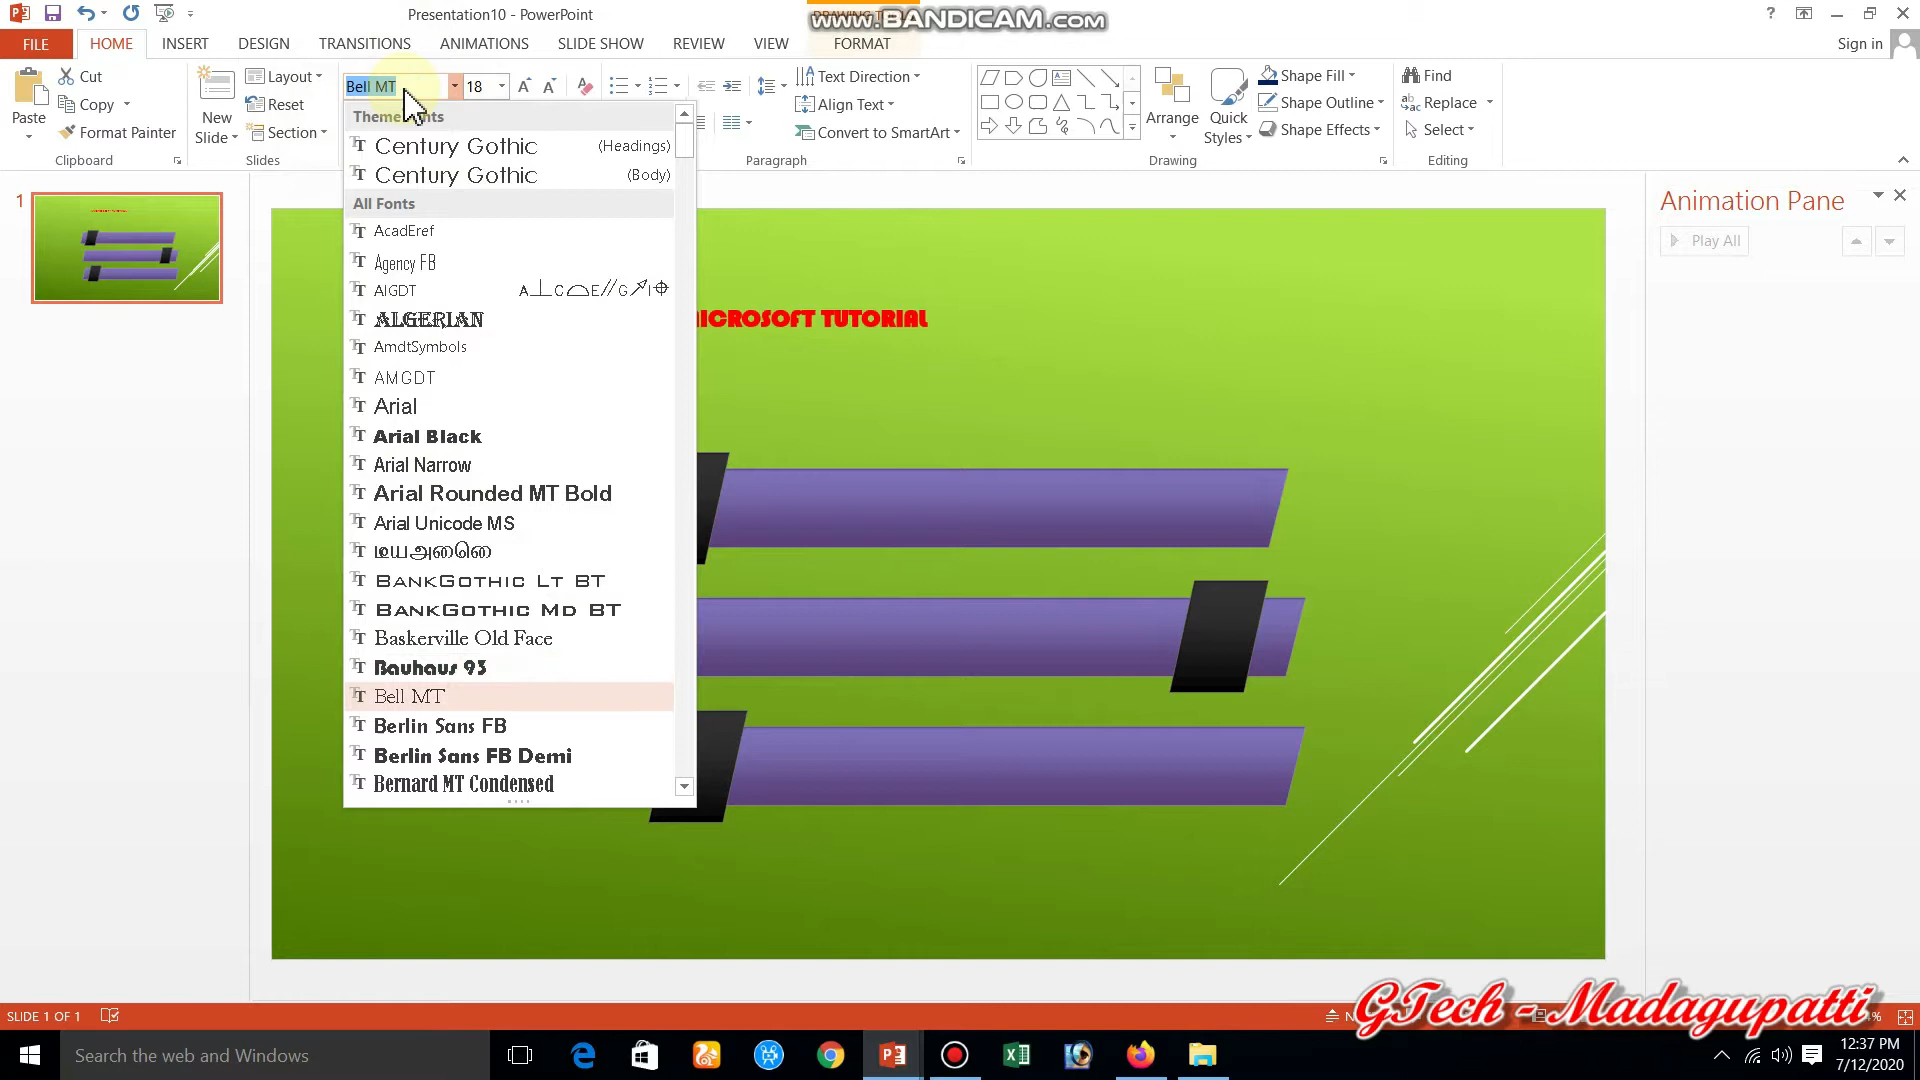 Presentation10 - PowerPoint
www.BANDICAM.com
FILE
HOME
INSERT
DESIGN
TRANSITIONS
ANIMATIONS
SLIDE SHOW
REVIEW
VIEW
FORMAT
Sign in
Paste
Cut
Copy
Format Painter
Clipboard
New
Slide
Layout
Reset
Section
Slides
Bell MT
18
Text Direction
Align Text
Convert to SmartArt
Paragraph
Arrange
Quick
Styles
Shape Fill
Shape Outline
Shape Effects
Drawing
Find
Replace
Select
Editing
Century Gothic (Headings)
Century Gothic (Body)
All Fonts
AcadEref
Agency FB
AIGDT
ALGERIAN
AmdtSymbols
AMGDT
Arial
Arial Black
Arial Narrow
Arial Rounded MT Bold
Arial Unicode MS
BankGothic Lt BT
BankGothic Md BT
Baskerville Old Face
Bauhaus 93
Bell MT
Berlin Sans FB
Berlin Sans FB Demi
Bernard MT Condensed
1
MICROSOFT TUTORIAL
Animation Pane
Play All
SLIDE 1 OF 1
GTech - Madagupatti
Search the web and Windows
12:37 PM
7/12/2020